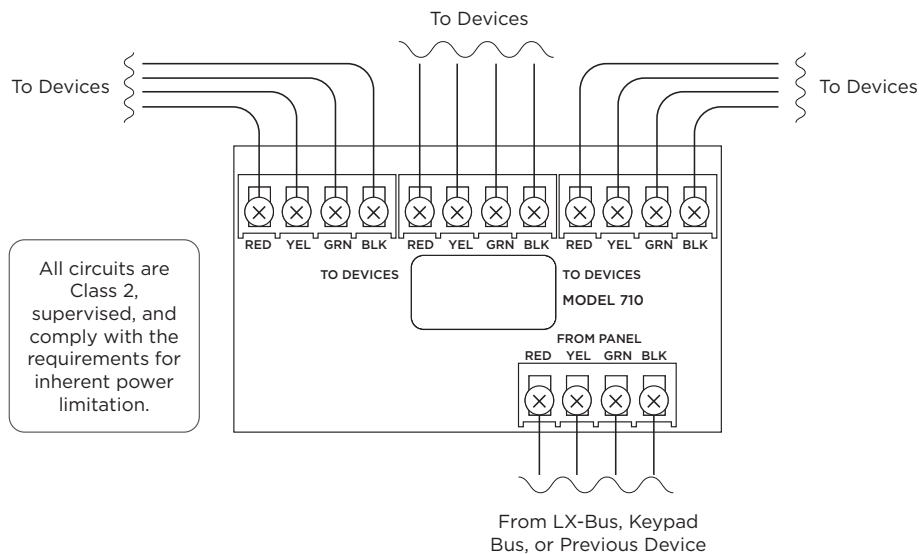 To Devices
To Devices
To Devices
RED YEL GRN BLK RED YEL GRN BLK RED YEL GRN BLK
TO DEVICES
TO DEVICES
MODEL 710
All circuits are
Class 2,
supervised, and
comply with the
requirements for
inherent power
limitation.
FROM PANEL
RED YEL GRN BLK
From LX-Bus, Keypad
Bus, or Previous Device